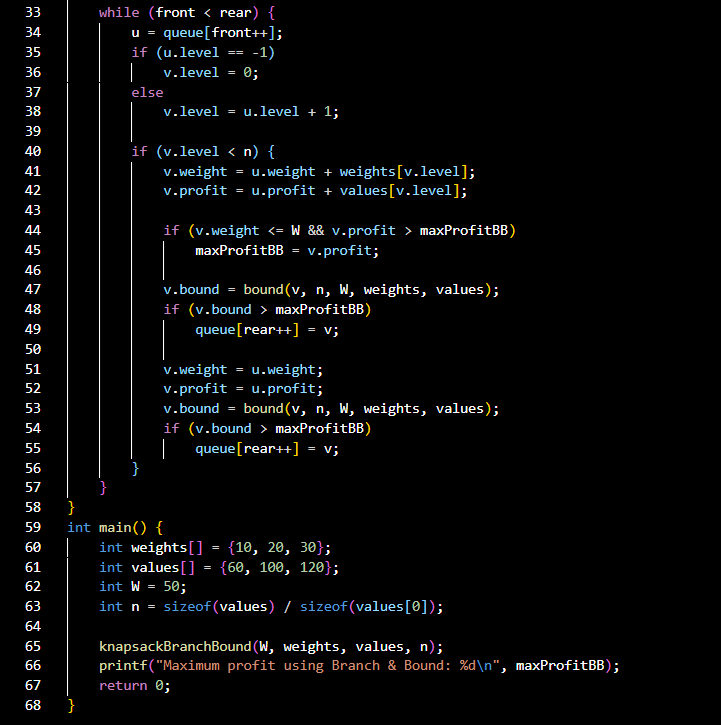 33 while (front < rear) {
34 u = queue[front++];
35 if (u.level == -1)
36 v.level = 0;
37 else
38 v.level = u.level + 1;
39
40 if (v.level < n) {
41 v.weight = u.weight + weights[v.level];
42 v.profit = u.profit + values[v.level];
43
44 if (v.weight <= W && v.profit > maxProfitBB)
45 maxProfitBB = v.profit;
46
47 v.bound = bound(v, n, W, weights, values);
48 if (v.bound > maxProfitBB)
49 queue[rear++] = v;
50
51 v.weight = u.weight;
52 v.profit = u.profit;
53 v.bound = bound(v, n, W, weights, values);
54 if (v.bound > maxProfitBB)
55 queue[rear++] = v;
56 }
57 }
58 }
59 int main() {
60 int weights[] = {10, 20, 30};
61 int values[] = {60, 100, 120};
62 int W = 50;
63 int n = sizeof(values) / sizeof(values[0]);
64
65 knapsackBranchBound(W, weights, values, n);
66 printf("Maximum profit using Branch & Bound: %d\n", maxProfitBB);
67 return 0;
68 }